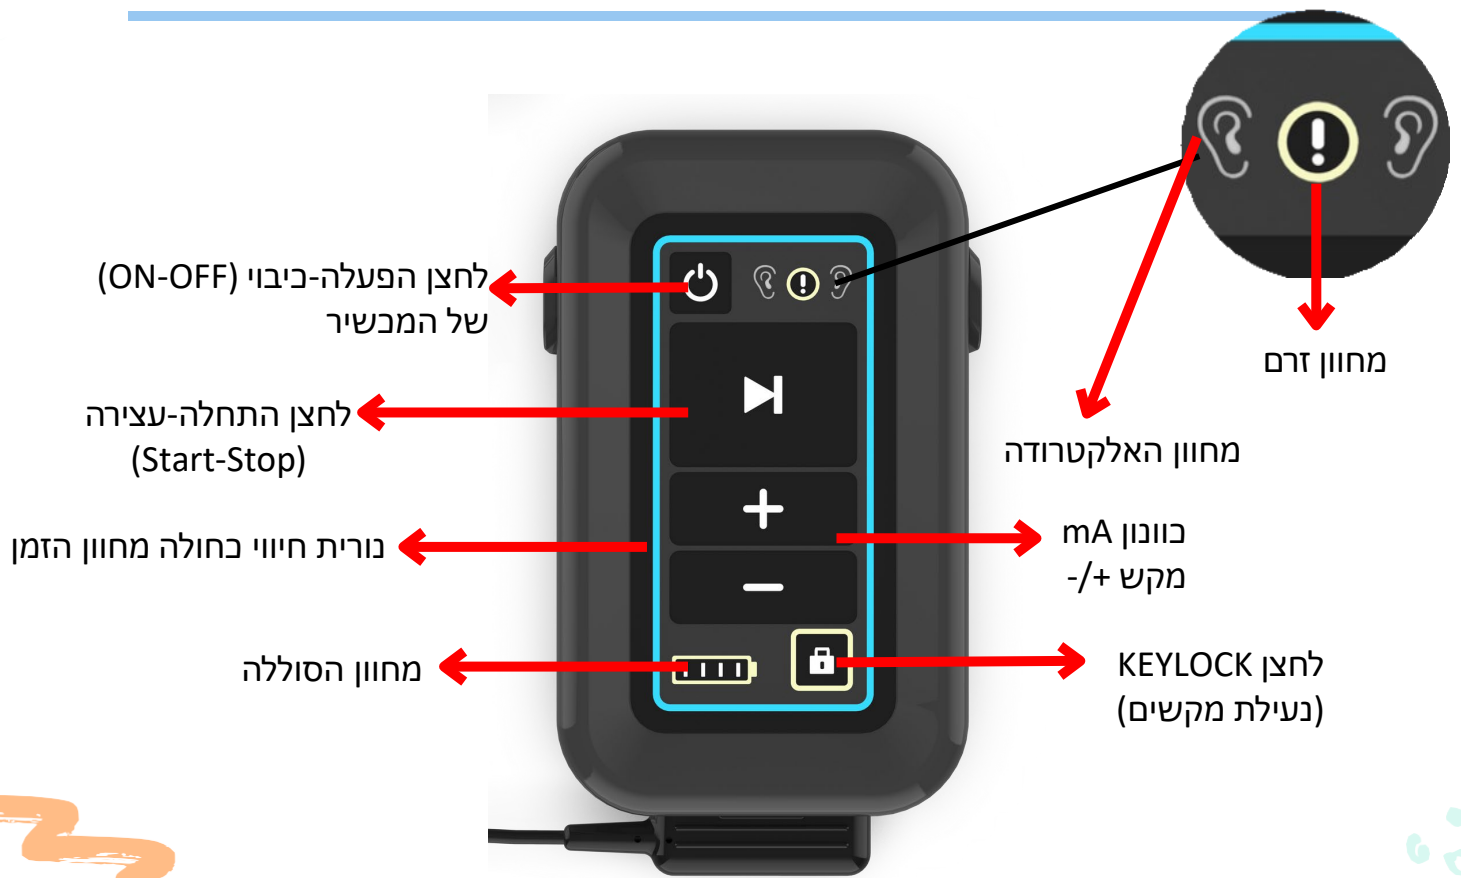 לחצן הפעלה-כיבוי (ON-OFF)
של המכשיר
לחצן התחלה-עצירה
(Start-Stop)
נורית חיווי כחולה מחוון הזמן
מחוון הסוללה
מחוון זרם
מחוון האלקטרודה
כוונון mA
מקש +/-
לחצן KEYLOCK
(נעילת מקשים)